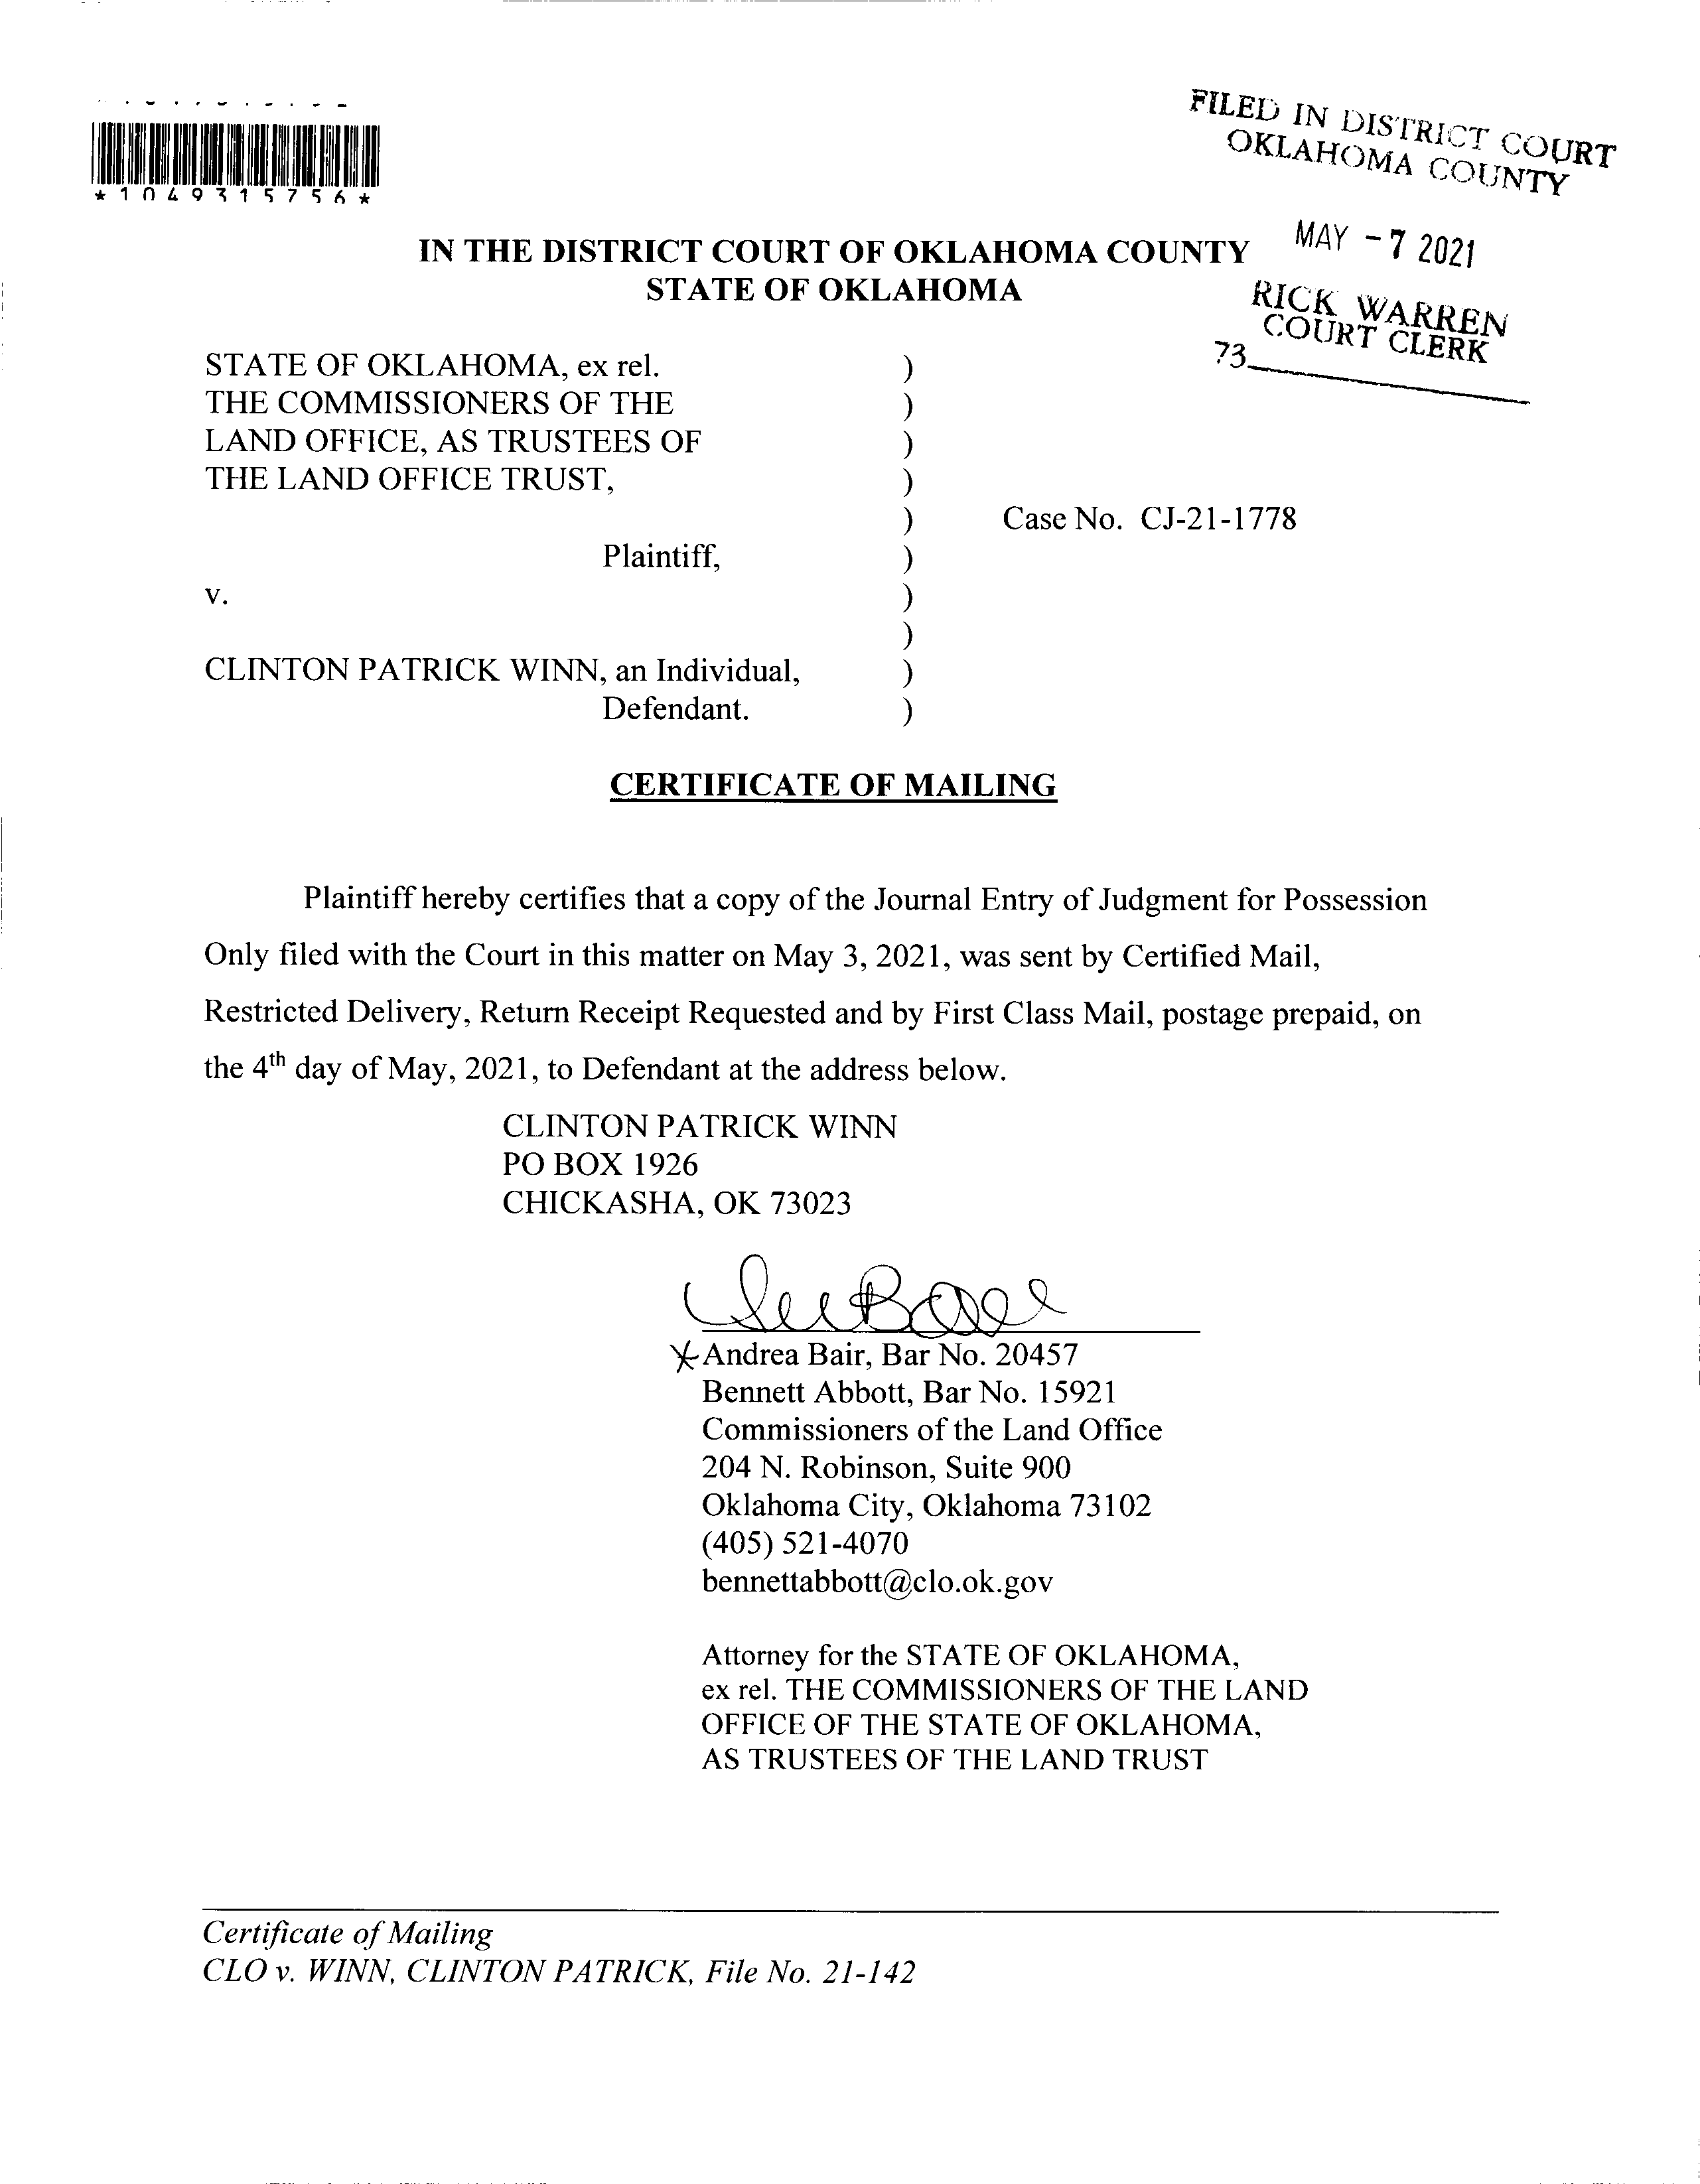 *1049315756*
FILED IN DISTRICT COURT
OKLAHOMA COUNTY
MAY - 7 2021
RICK WARREN
COURT CLERK
73
IN THE DISTRICT COURT OF OKLAHOMA COUNTY
STATE OF OKLAHOMA
STATE OF OKLAHOMA, ex rel. )
THE COMMISSIONERS OF THE )
LAND OFFICE, AS TRUSTEES OF )
THE LAND OFFICE TRUST, )
) Case No. CJ-21-1778
Plaintiff, )
v. )
)
CLINTON PATRICK WINN, an Individual, )
Defendant. )
CERTIFICATE OF MAILING
Plaintiff hereby certifies that a copy of the Journal Entry of Judgment for Possession
Only filed with the Court in this matter on May 3, 2021, was sent by Certified Mail,
Restricted Delivery, Return Receipt Requested and by First Class Mail, postage prepaid, on
the 4th day of May, 2021, to Defendant at the address below.
CLINTON PATRICK WINN
PO BOX 1926
CHICKASHA, OK 73023
Andrea Bair, Bar No. 20457
Bennett Abbott, Bar No. 15921
Commissioners of the Land Office
204 N. Robinson, Suite 900
Oklahoma City, Oklahoma 73102
(405) 521-4070
bennettabbott@clo.ok.gov
Attorney for the STATE OF OKLAHOMA,
ex rel. THE COMMISSIONERS OF THE LAND
OFFICE OF THE STATE OF OKLAHOMA,
AS TRUSTEES OF THE LAND TRUST
Certificate of Mailing
CLO v. WINN, CLINTON PATRICK, File No. 21-142